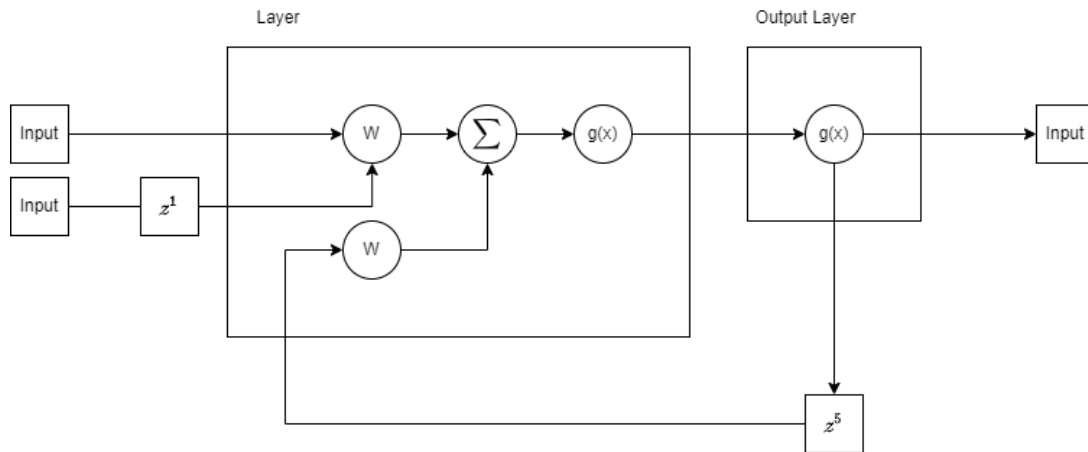 Layer
Output Layer
Input
W
∑
g(x)
g(x)
Input
Input
z¹
W
z⁵